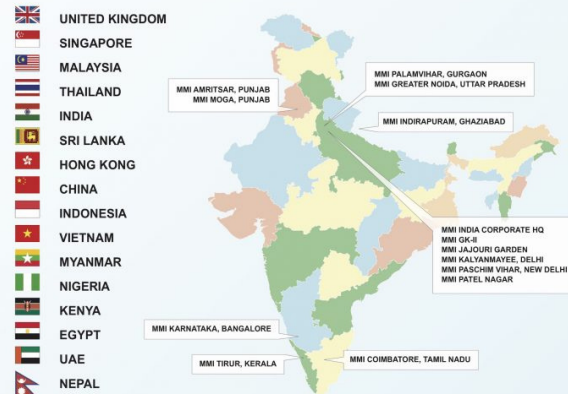 UNITED KINGDOM
SINGAPORE
MALAYSIA
THAILAND
INDIA
SRI LANKA
HONG KONG
CHINA
INDONESIA
VIETNAM
MYANMAR
NIGERIA
KENYA
EGYPT
UAE
NEPAL
MMI AMRITSAR, PUNJAB
MMI MOGA, PUNJAB
MMI PALAMVIHAR, GURGAON
MMI GREATER NOIDA, UTTAR PRADESH
MMI INDIRAPURAM, GHAZIABAD
MMI INDIA CORPORATE HQ
MMI GK-II
MMI JAJOURI GARDEN
MMI KALYANMAYEE, DELHI
MMI PASCHIM VIHAR, NEW DELHI
MMI PATEL NAGAR
MMI KARNATAKA, BANGALORE
MMI TIRUR, KERALA
MMI COIMBATORE, TAMIL NADU